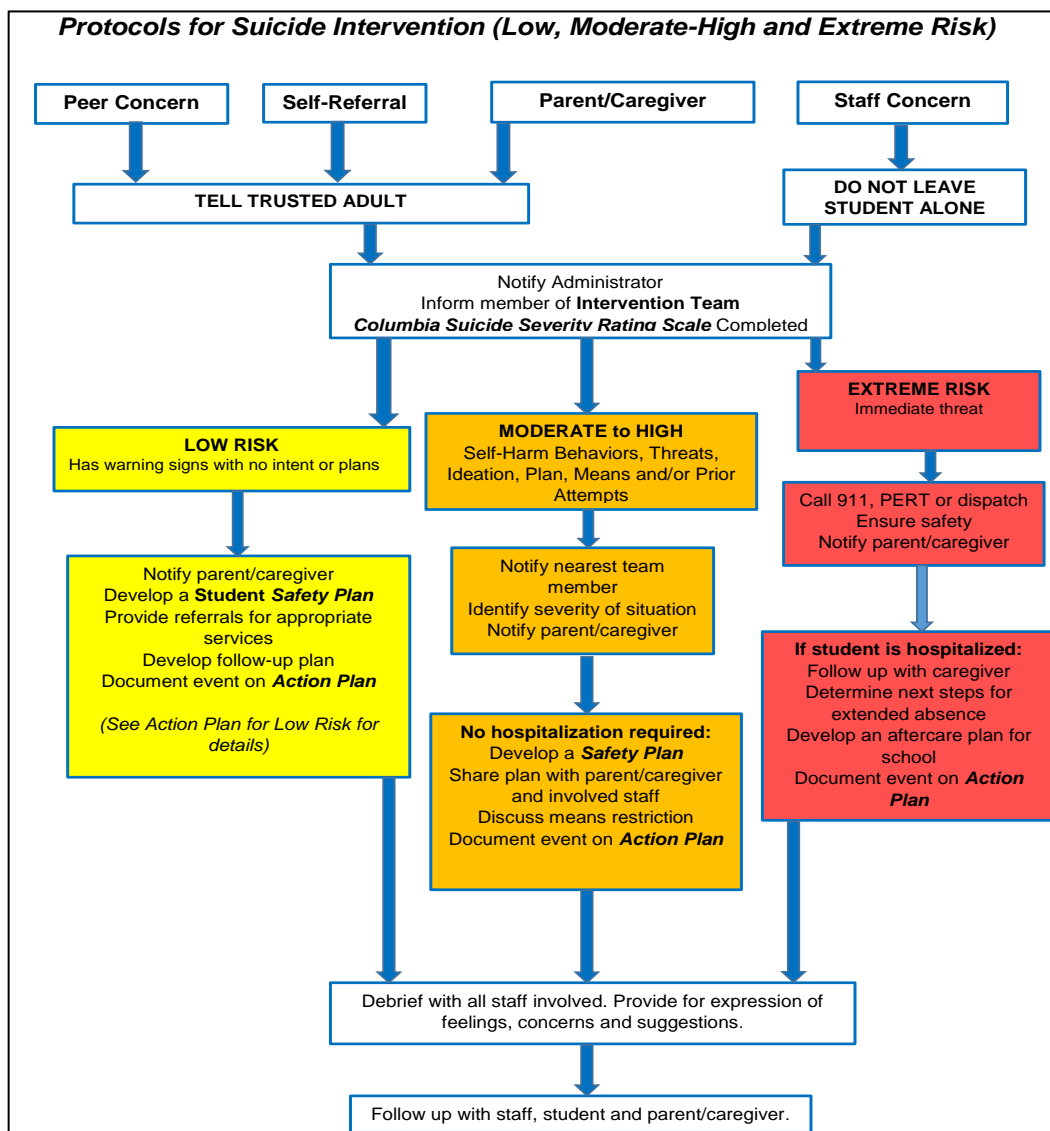 Protocols for Suicide Intervention (Low, Moderate-High and Extreme Risk)
Peer Concern
Self-Referral
Parent/Caregiver
Staff Concern
TELL TRUSTED ADULT
DO NOT LEAVE
STUDENT ALONE
Notify Administrator
Inform member of Intervention Team
Columbia Suicide Severity Rating Scale Completed
LOW RISK
Has warning signs with no intent or plans
MODERATE to HIGH
Self-Harm Behaviors, Threats,
Ideation, Plan, Means and/or Prior
Attempts
EXTREME RISK
Immediate threat
Call 911, PERT or dispatch
Ensure safety
Notify parent/caregiver
Notify parent/caregiver
Develop a Student Safety Plan
Provide referrals for appropriate
services
Develop follow-up plan
Document event on Action Plan
(See Action Plan for Low Risk for
details)
Notify nearest team
member
Identify severity of situation
Notify parent/caregiver
If student is hospitalized:
Follow up with caregiver
Determine next steps for
extended absence
Develop an aftercare plan for
school
Document event on Action
Plan
No hospitalization required:
Develop a Safety Plan
Share plan with parent/caregiver
and involved staff
Discuss means restriction
Document event on Action Plan
Debrief with all staff involved. Provide for expression of
feelings, concerns and suggestions.
Follow up with staff, student and parent/caregiver.